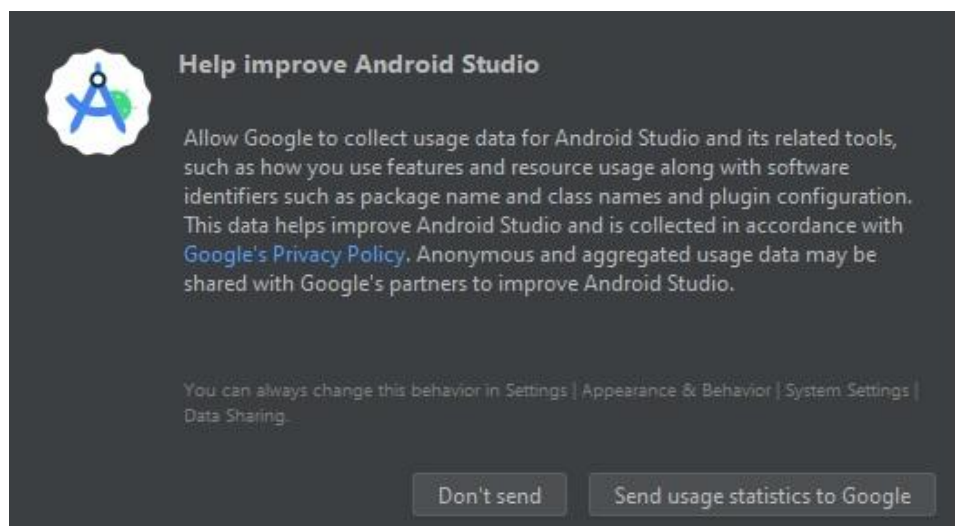 Help improve Android Studio
Allow Google to collect usage data for Android Studio and its related tools,
such as how you use features and resource usage along with software
identifiers such as package name and class names and plugin configuration.
This data helps improve Android Studio and is collected in accordance with
Google's Privacy Policy. Anonymous and aggregated usage data may be
shared with Google's partners to improve Android Studio.
You can always change this behavior in Settings | Appearance & Behavior | System Settings |
Data Sharing.
Don't send
Send usage statistics to Google